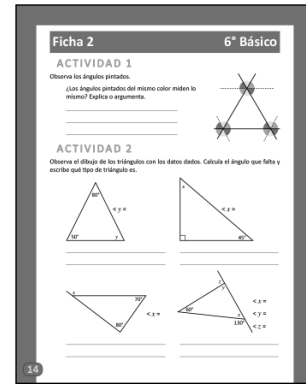 Ficha 2
6° Básico
ACTIVIDAD 1
Observa los ángulos pintados.
¿Los ángulos pintados del mismo color miden lo
mismo? Explica o argumenta.
ACTIVIDAD 2
Observa el dibujo de los triángulos con los datos dados. Calcula el ángulo que falta y
escribe qué tipo de triángulo es.
50°
y
< y =
x
45°
< x =
x
70°
80°
< x =
z
y
60°
x
130°
< x =
< y =
< z =
14